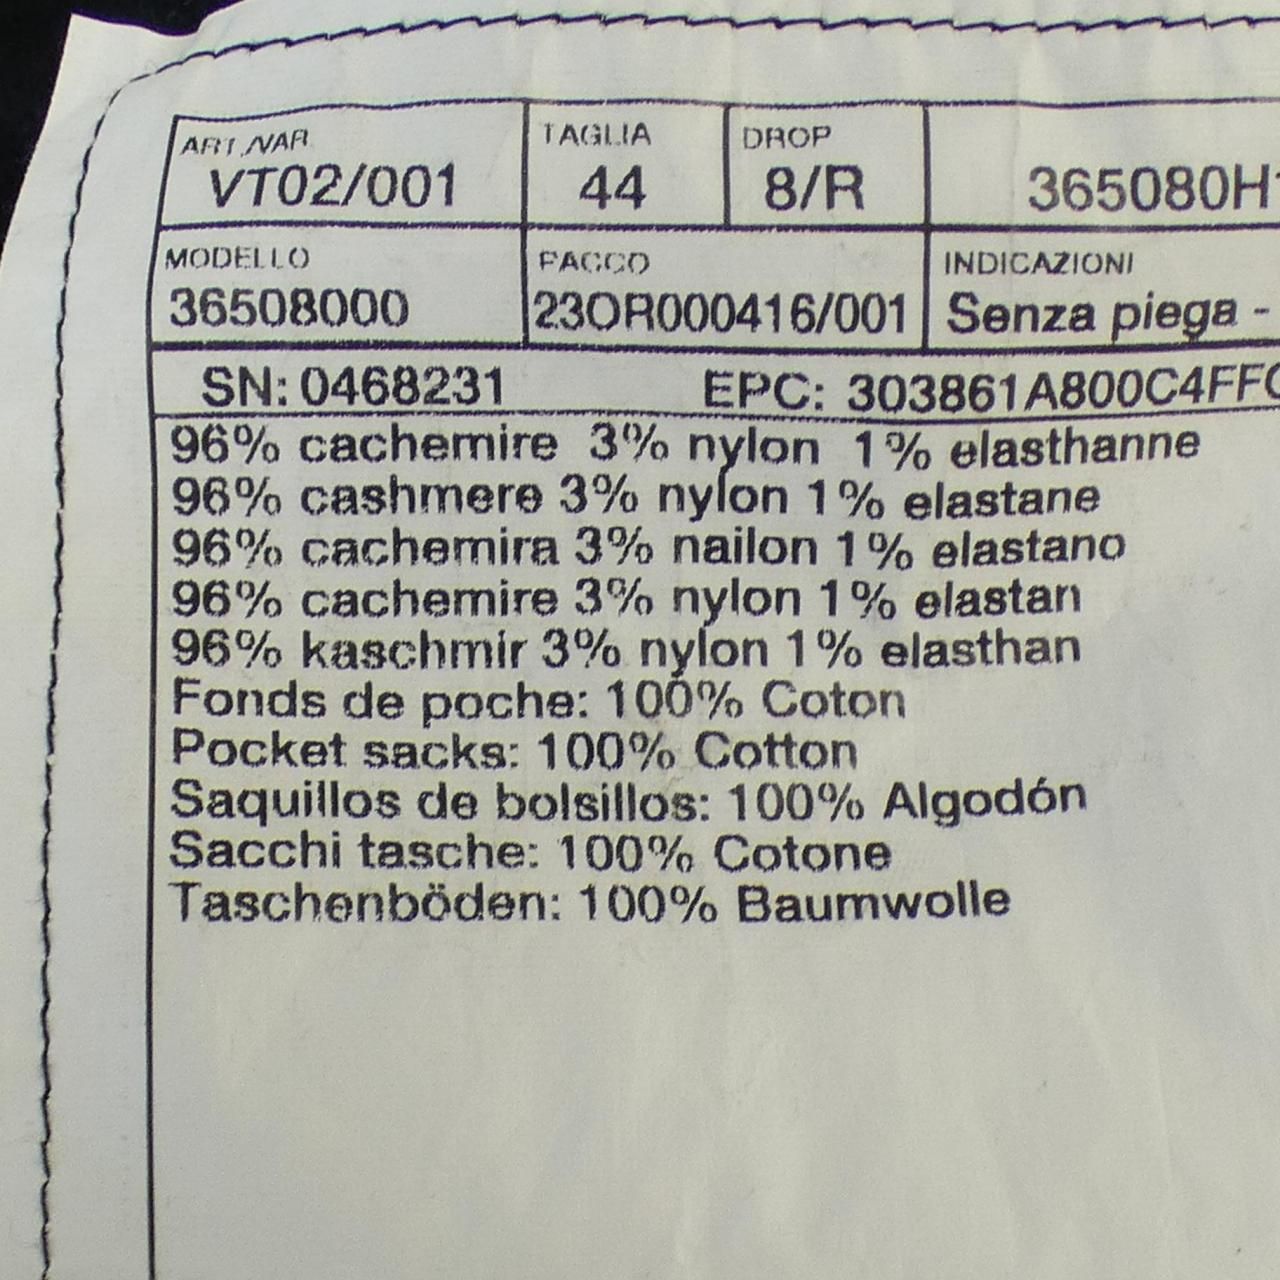 ART./VAR. TAGLIA DROP
VT02/001 44 8/R 365080H
MODELLO PACCO INDICAZIONI
36508000 23OR000416/001 Senza piega -
SN: 0468231 EPC: 303861A800C4FF
96% cachemire 3% nylon 1% elasthanne
96% cashmere 3% nylon 1% elastane
96% cachemira 3% nailon 1% elastano
96% cachemire 3% nylon 1% elastan
96% kaschmir 3% nylon 1% elasthan
Fonds de poche: 100% Coton
Pocket sacks: 100% Cotton
Saquillos de bolsillos: 100% Algodón
Sacchi tasche: 100% Cotone
Taschenböden: 100% Baumwolle